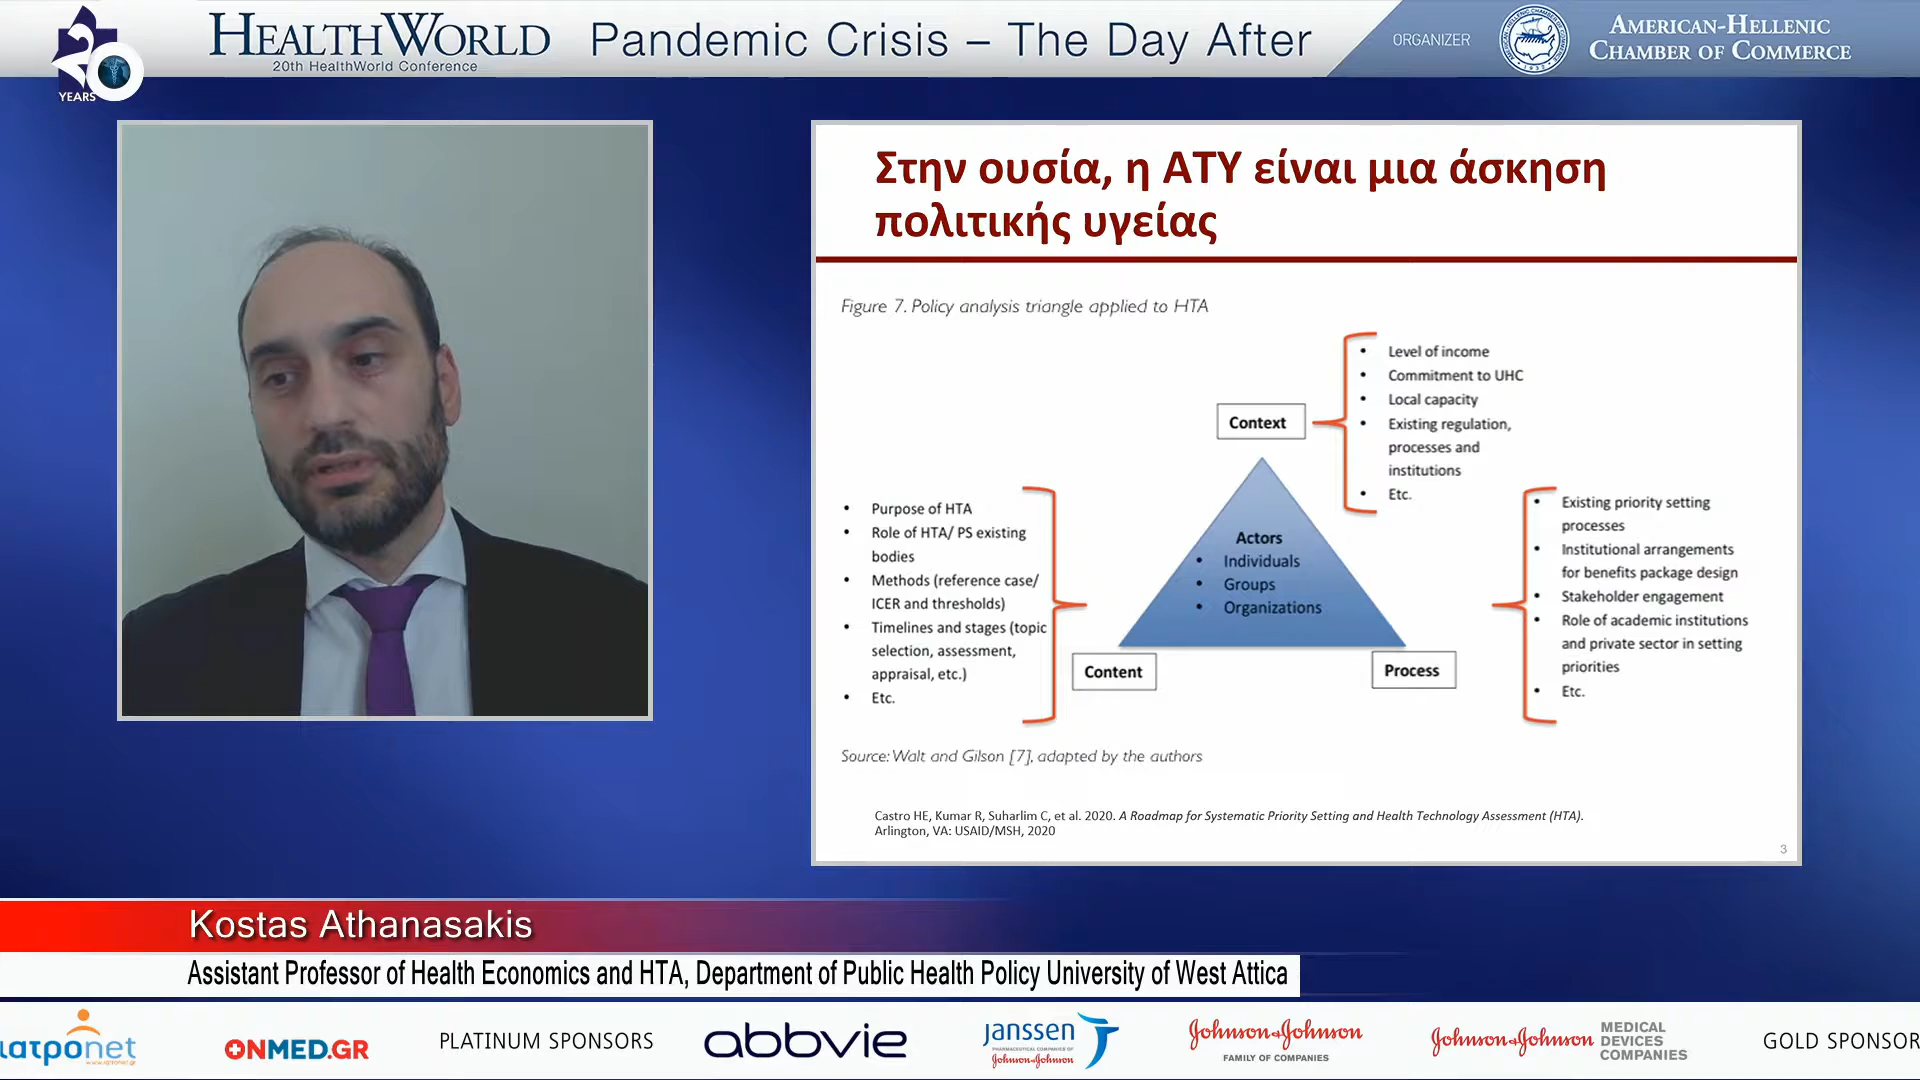 20
YEARS
HEALTHWORLD
20th HealthWorld Conference
Pandemic Crisis – The Day After
ORGANIZER
AMERICAN-HELLENIC
CHAMBER OF COMMERCE
Στην ουσία, η ΑΤΥ είναι μια άσκηση
πολιτικής υγείας
Figure 7. Policy analysis triangle applied to HTA
Context
• Level of income
• Commitment to UHC
• Local capacity
• Existing regulation,
processes and
institutions
• Etc.
Actors
• Individuals
• Groups
• Organizations
• Purpose of HTA
• Role of HTA/ PS existing
bodies
• Methods (reference case/
ICER and thresholds)
• Timelines and stages (topic
selection, assessment,
appraisal, etc.)
• Etc.
Content
Process
• Existing priority setting
processes
• Institutional arrangements
for benefits package design
• Stakeholder engagement
• Role of academic institutions
and private sector in setting
priorities
• Etc.
Source: Walt and Gilson [7], adapted by the authors
Castro HE, Kumar R, Suharlim C, et al. 2020. A Roadmap for Systematic Priority Setting and Health Technology Assessment (HTA).
Arlington, VA: USAID/MSH, 2020
3
Kostas Athanasakis
Assistant Professor of Health Economics and HTA, Department of Public Health Policy University of West Attica
ιατροnet
ONMED.GR
PLATINUM SPONSORS
abbvie
janssen
PHARMACEUTICAL COMPANIES OF
Johnson & Johnson
Johnson & Johnson
FAMILY OF COMPANIES
Johnson & Johnson
MEDICAL
DEVICES
COMPANIES
GOLD SPONSOR